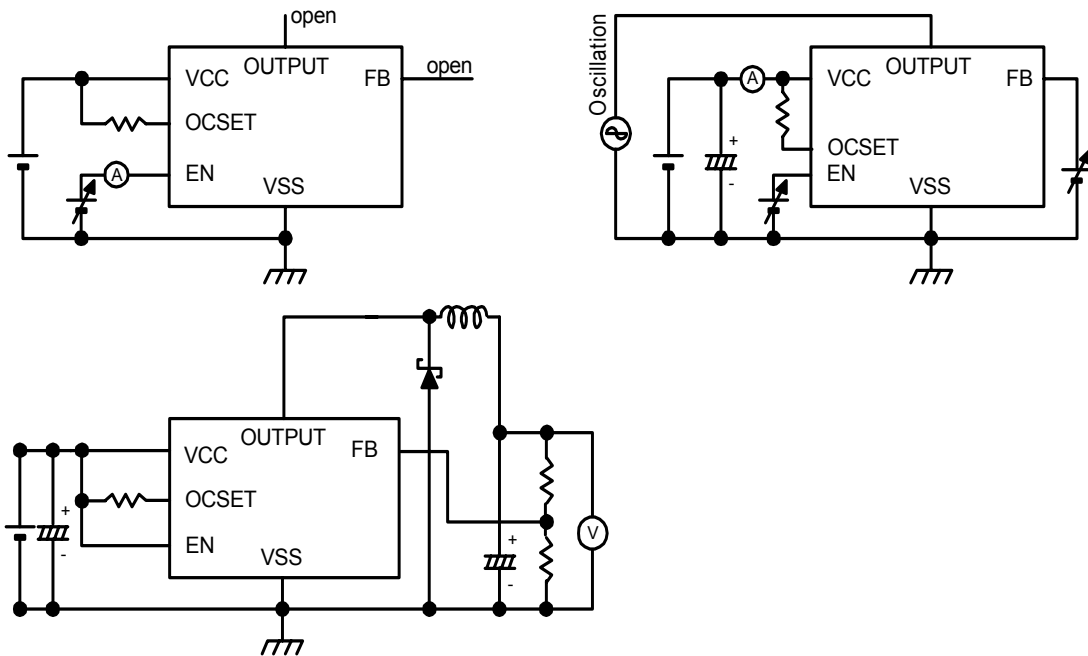 open
OUTPUT
VCC
FB
open
OCSET
EN
A
VSS
Oscillation
OUTPUT
A
VCC
FB
+
-
OCSET
EN
VSS
OUTPUT
VCC
FB
+
-
OCSET
EN
VSS
+
-
V